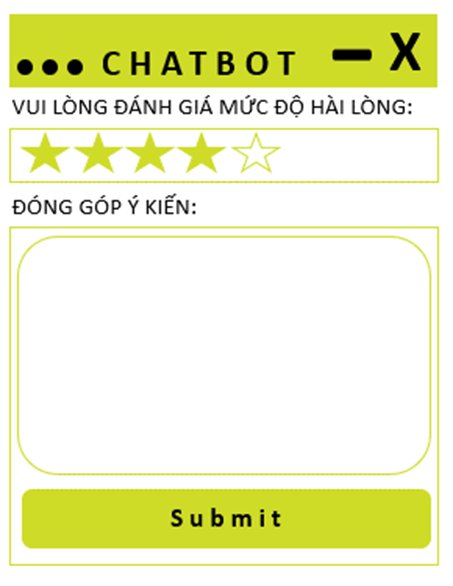 CHATBOT X
VUI LÒNG ĐÁNH GIÁ MỨC ĐỘ HÀI LÒNG:
ĐÓNG GÓP Ý KIẾN:
Submit